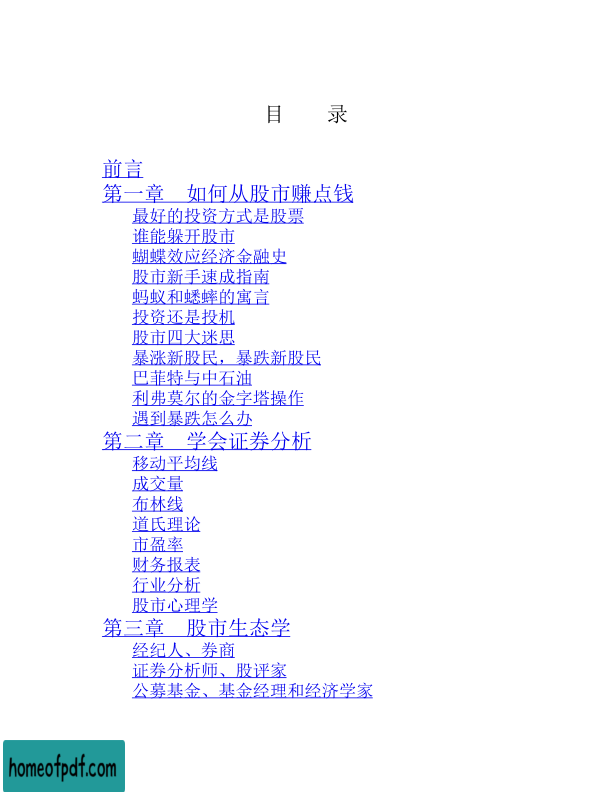 目　　录
前言
第一章　如何从股市赚点钱
最好的投资方式是股票
谁能躲开股市
蝴蝶效应经济金融史
股市新手速成指南
蚂蚁和蟋蟀的寓言
投资还是投机
股市四大迷思
暴涨新股民，暴跌新股民
巴菲特与中石油
利弗莫尔的金字塔操作
遇到暴跌怎么办
第二章　学会证券分析
移动平均线
成交量
布林线
道氏理论
市盈率
财务报表
行业分析
股市心理学
第三章　股市生态学
经纪人、券商
证券分析师、股评家
公募基金、基金经理和经济学家
homeofpdf.com